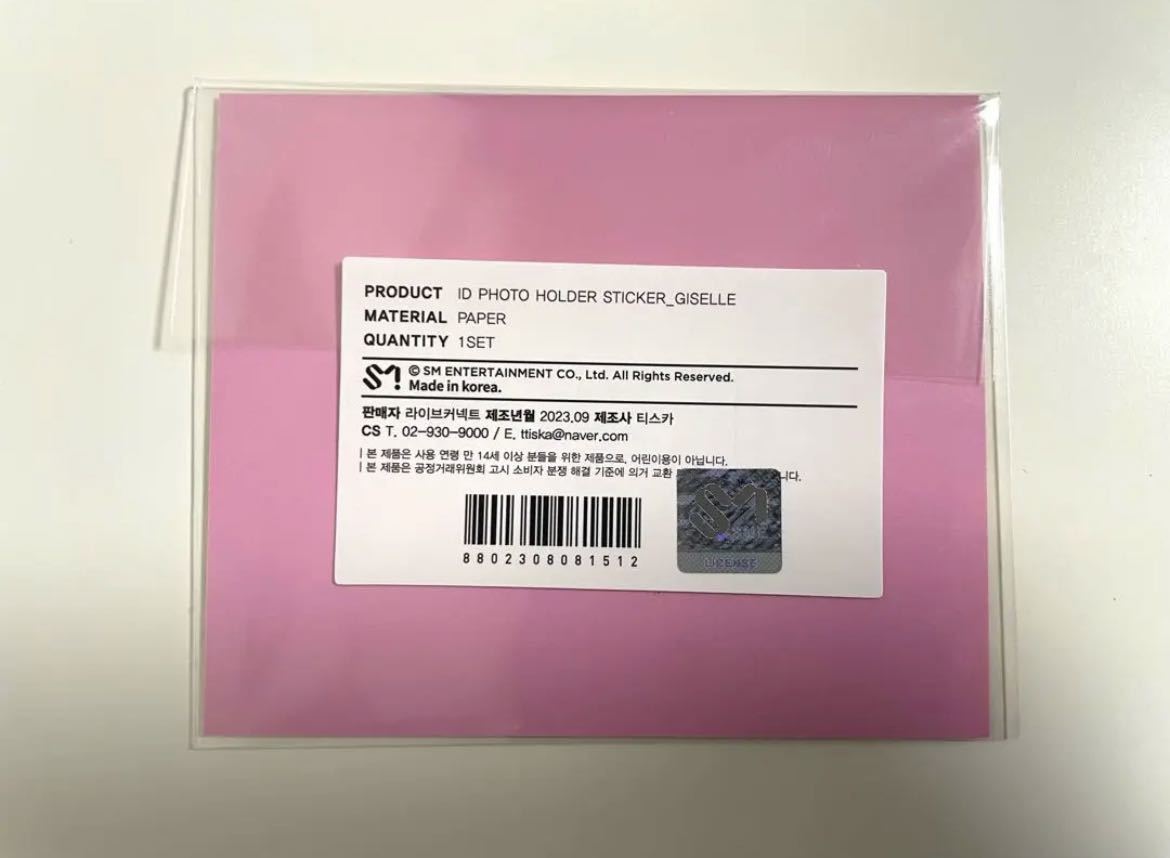 PRODUCT ID PHOTO HOLDER STICKER_GISELLE
MATERIAL PAPER
QUANTITY 1SET
SM
© SM ENTERTAINMENT CO., Ltd. All Rights Reserved.
Made in korea.
판매자 라이브커넥트 제조년월 2023.09 제조사 티스카
CS T. 02-930-9000 / E. ttiska@naver.com
| 본 제품은 사용 연령 만 14세 이상 분들을 위한 제품으로, 어린이용이 아닙니다.
| 본 제품은 공정거래위원회 고시 소비자 분쟁 해결 기준에 의거 교환 니다.
SM
LICENSE
8802308081512